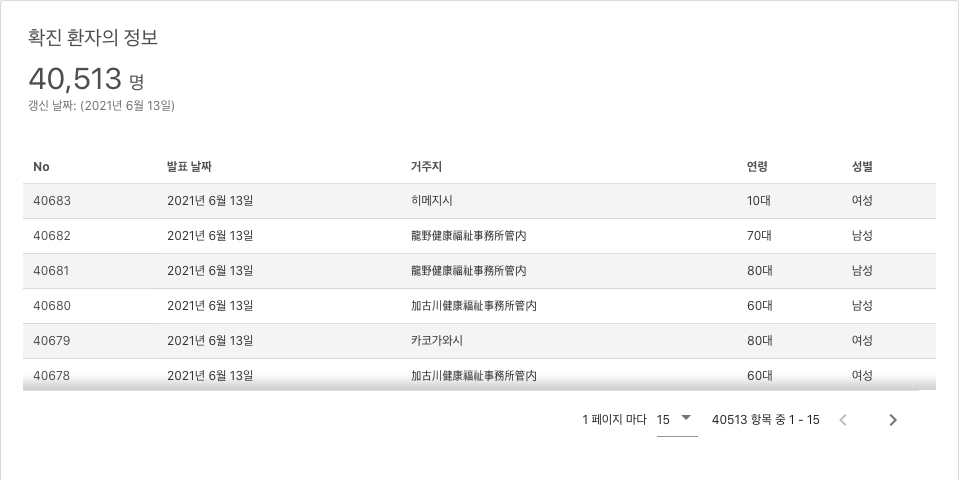 확진 환자의 정보
40,513 명
갱신 날짜: (2021년 6월 13일)
No 발표 날짜 거주지 연령 성별
40683 2021년 6월 13일 히메지시 10대 여성
40682 2021년 6월 13일 龍野健康福祉事務所管内 70대 남성
40681 2021년 6월 13일 龍野健康福祉事務所管内 80대 남성
40680 2021년 6월 13일 加古川健康福祉事務所管内 60대 남성
40679 2021년 6월 13일 카코가와시 80대 여성
40678 2021년 6월 13일 加古川健康福祉事務所管内 60대 여성
1 페이지 마다 15 40513 항목 중 1 - 15